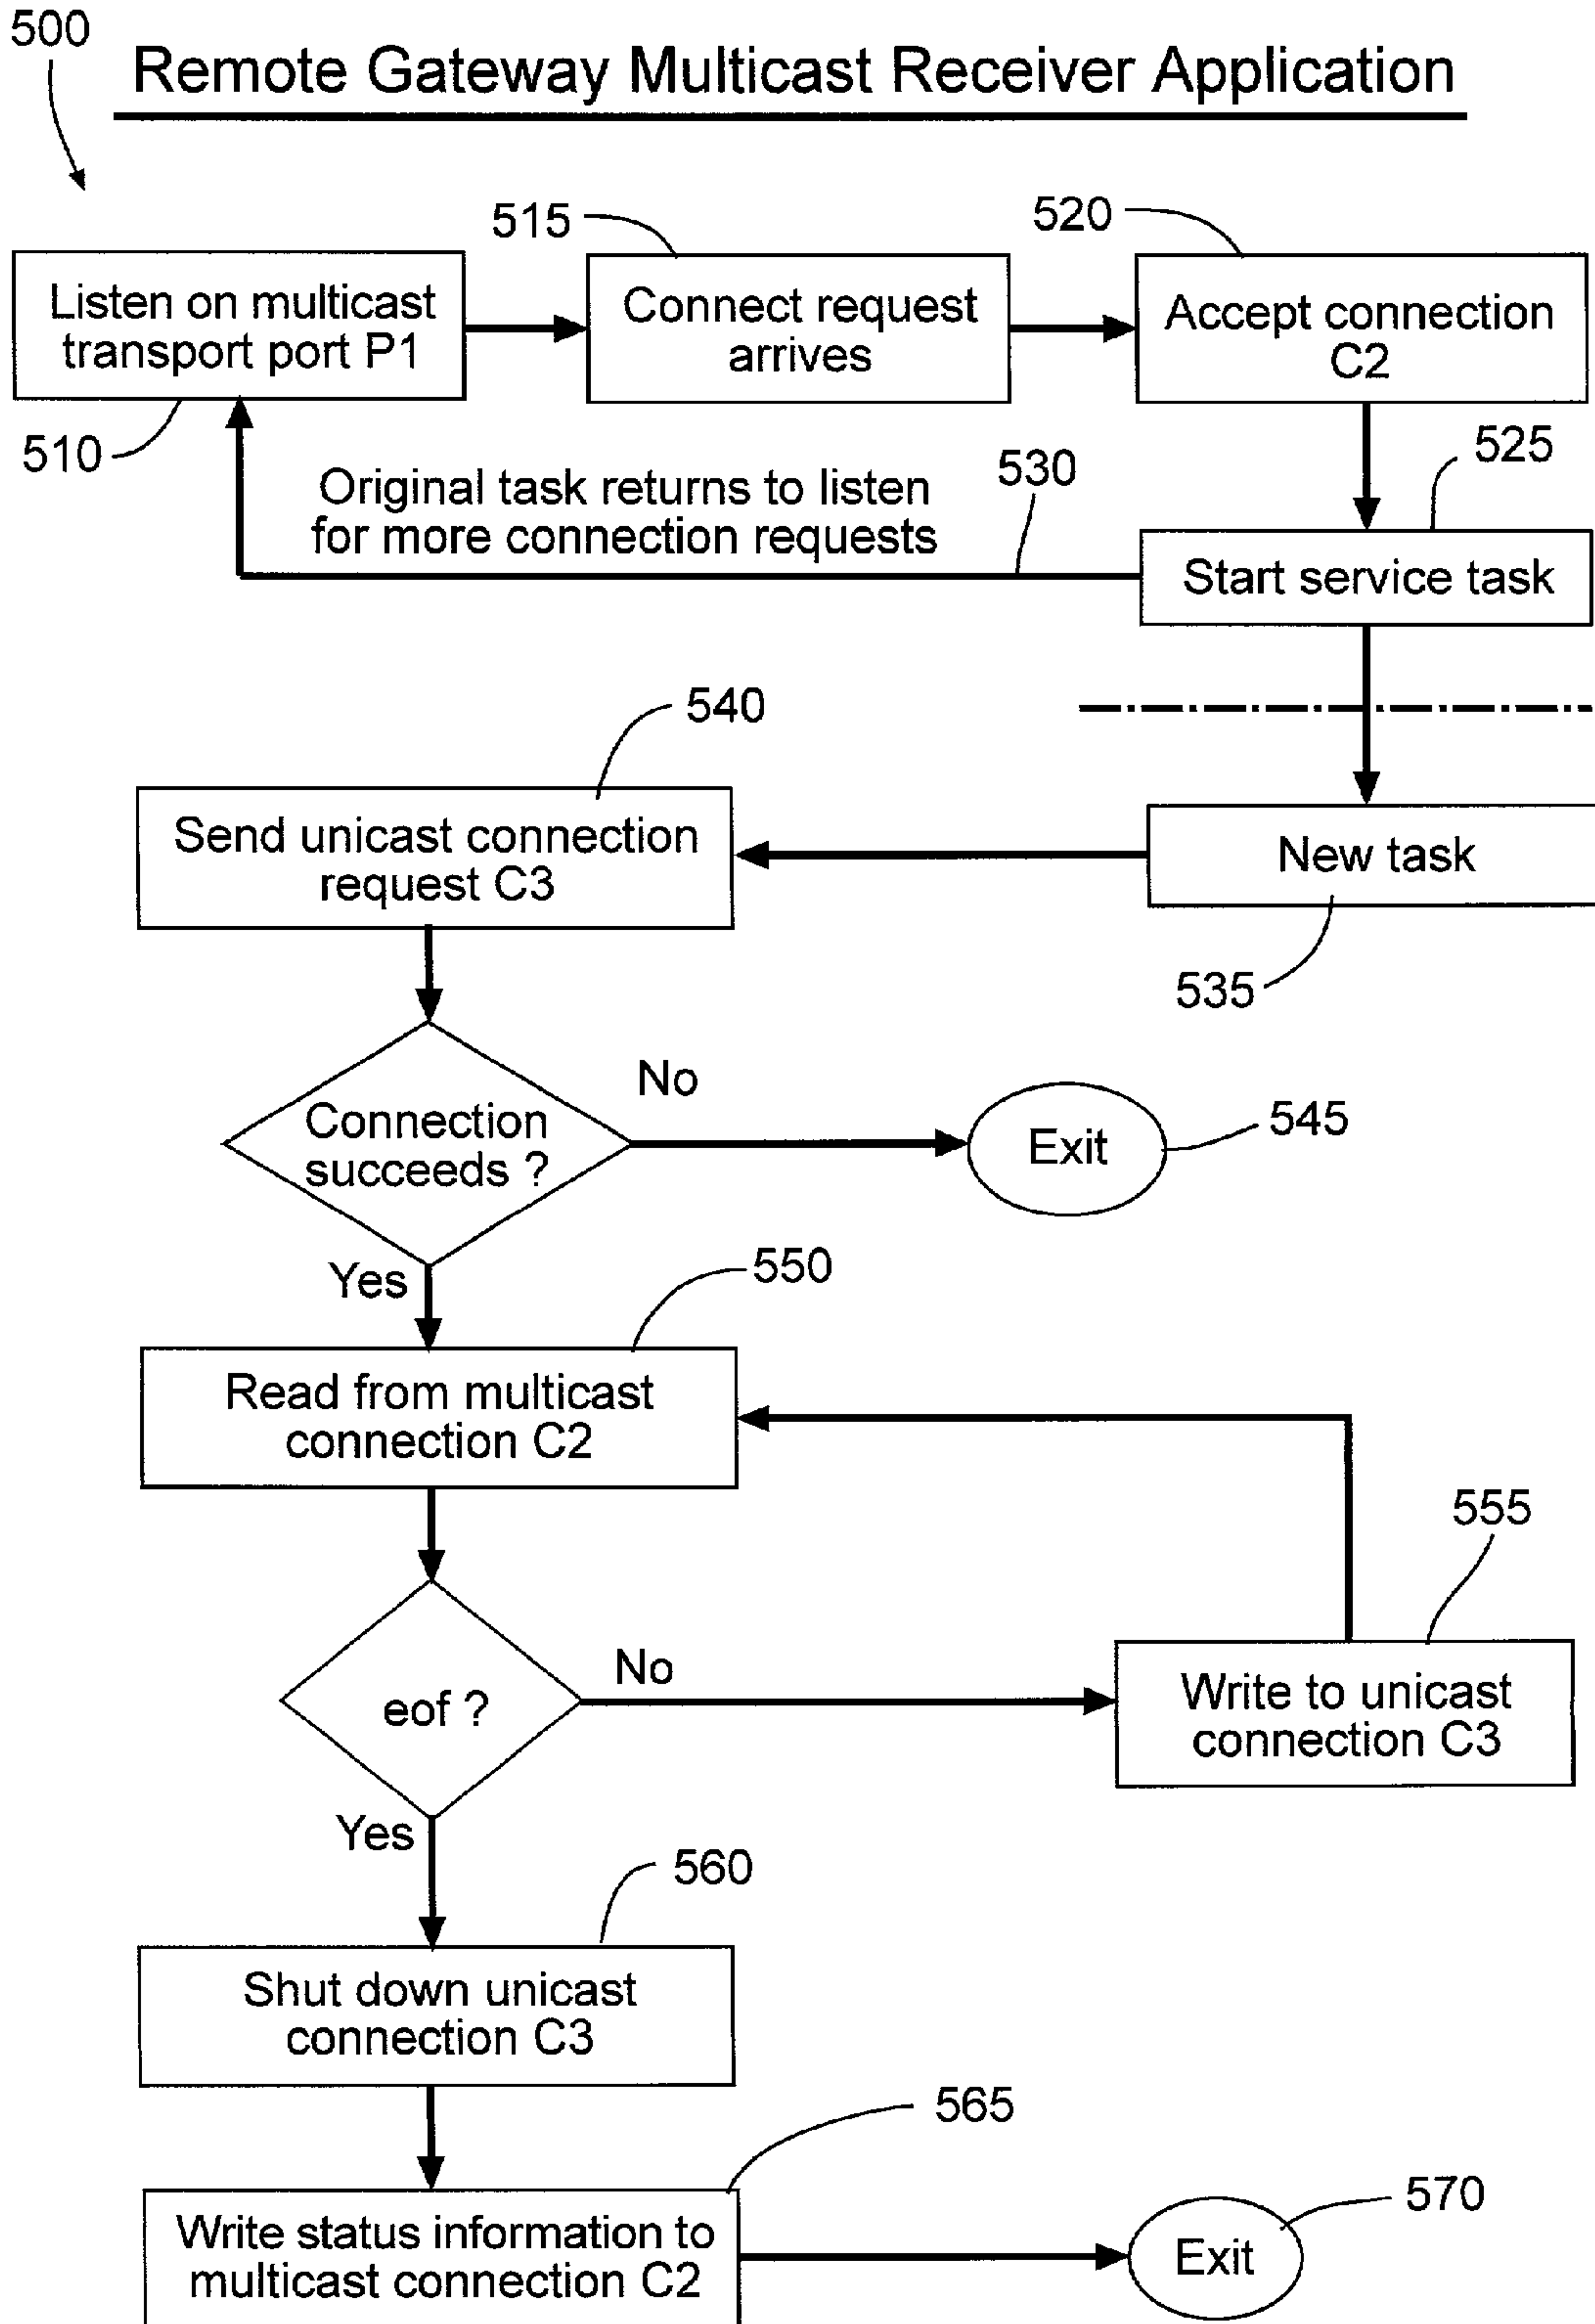 500
Remote Gateway Multicast Receiver Application
515
520
Listen on multicast
transport port P1
Connect request
arrives
Accept connection
C2
510
525
530
Original task returns to listen
for more connection requests
Start service task
540
Send unicast connection
request C3
New task
535
No
Connection
succeeds ?
Exit
545
Yes
550
Read from multicast
connection C2
555
No
eof ?
Write to unicast
connection C3
Yes
560
Shut down unicast
connection C3
565
Write status information to
multicast connection C2
Exit
570